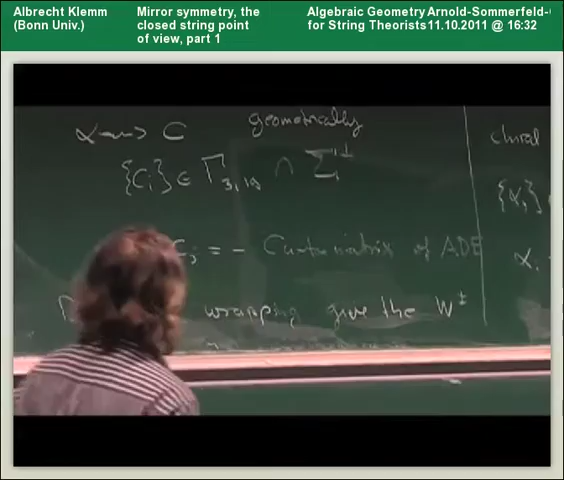 Albrecht Klemm
(Bonn Univ.)
Mirror symmetry, the
closed string point
of view, part 1
Algebraic Geometry Arnold-Sommerfeld-
for String Theorists 11.10.2011 @ 16:32
α ⟿ C geometrically
{C_i} ∈ Γ_{3,19} ∩ Σ^⊥
C_j = - Cartan matrix of ADE
wrapping give the W^±
chiral
{α_i}
α_i